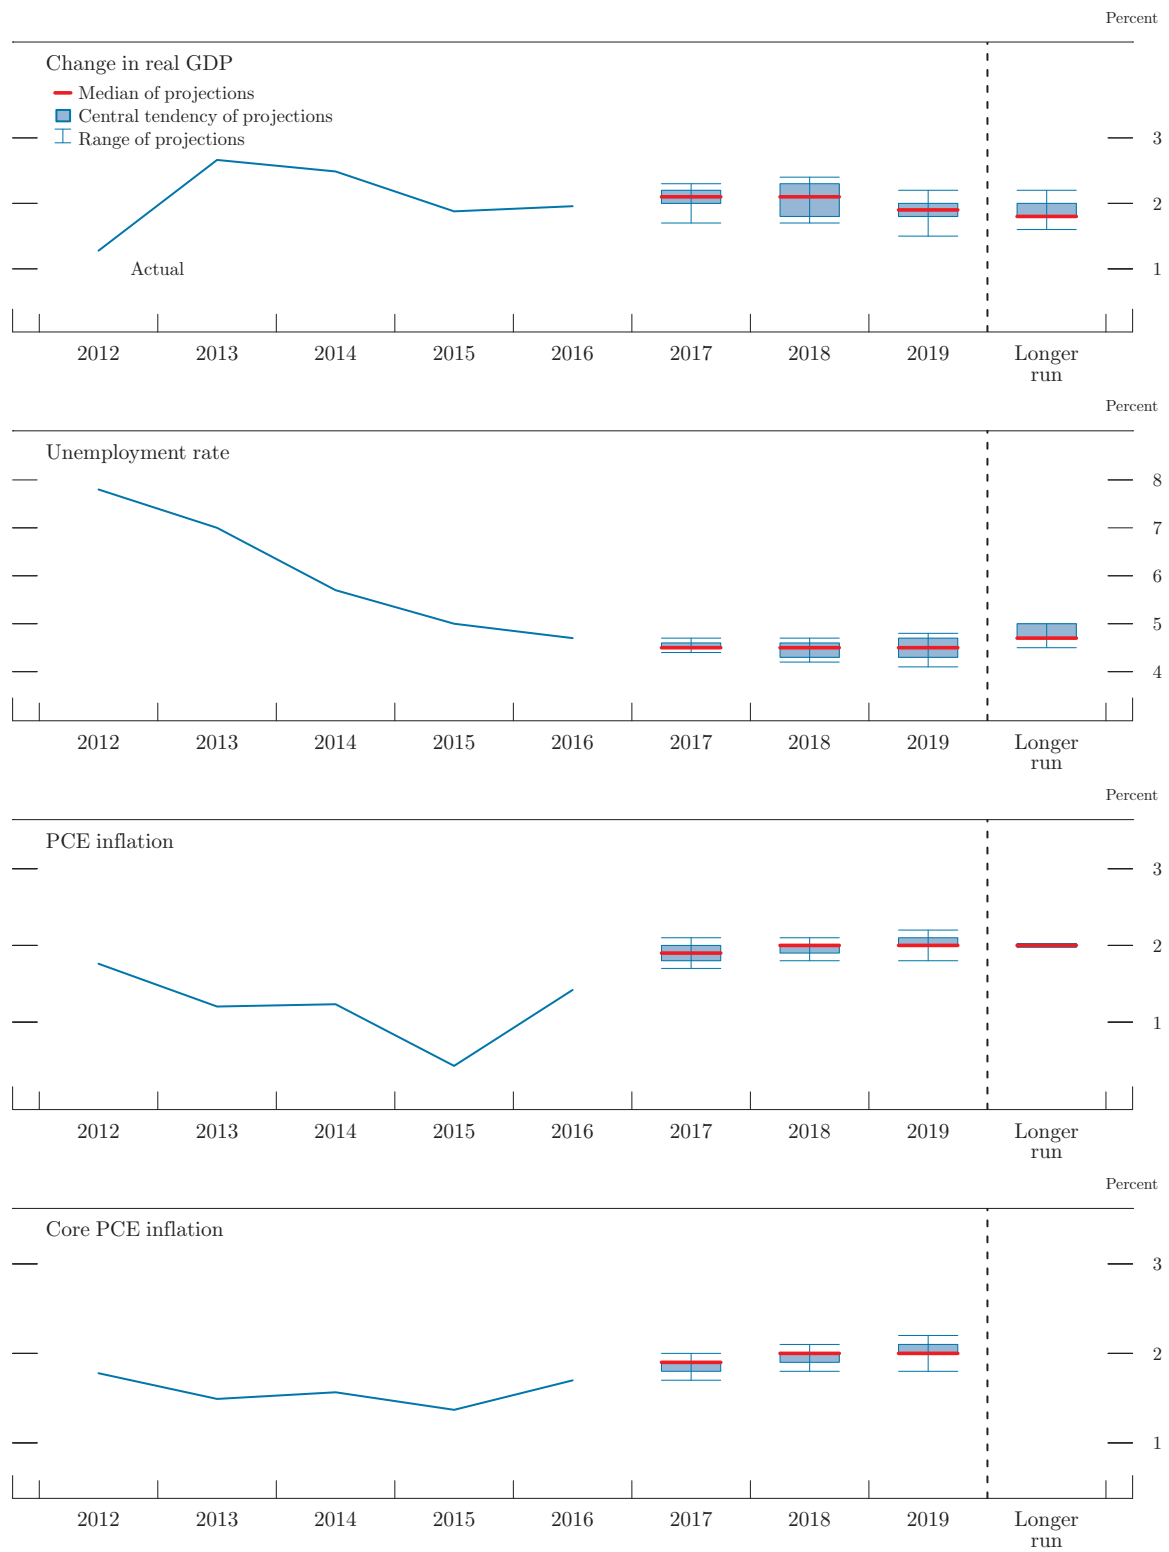 Percent
Change in real GDP
Median of projections
Central tendency of projections
Range of projections
3
2
Actual
1
2012 2013 2014 2015 2016 2017 2018 2019 Longer
run
Percent
Unemployment rate
8
7
6
5
4
2012 2013 2014 2015 2016 2017 2018 2019 Longer
run
Percent
PCE inflation
3
2
1
2012 2013 2014 2015 2016 2017 2018 2019 Longer
run
Percent
Core PCE inflation
3
2
1
2012 2013 2014 2015 2016 2017 2018 2019 Longer
run